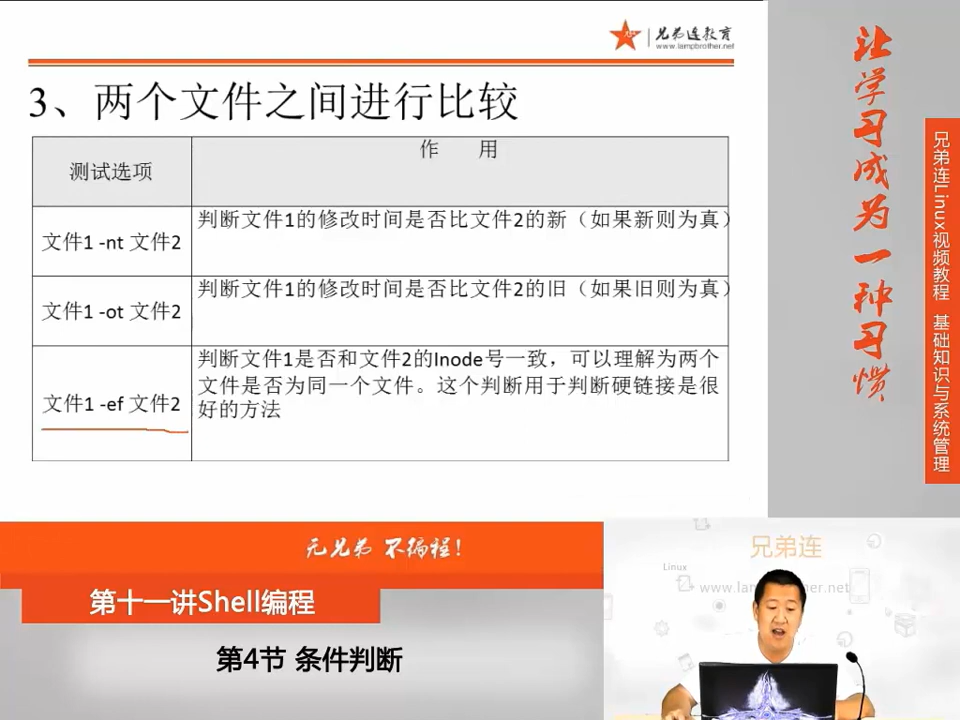 兄弟连教育
www.lampbrother.net
3、两个文件之间进行比较
测试选项
作 用
文件1 -nt 文件2
判断文件1的修改时间是否比文件2的新（如果新则为真）
文件1 -ot 文件2
判断文件1的修改时间是否比文件2的旧（如果旧则为真）
文件1 -ef 文件2
判断文件1是否和文件2的Inode号一致，可以理解为两个
文件是否为同一个文件。这个判断用于判断硬链接是很
好的方法
让学习成为一种习惯
兄弟连Linux视频教程 基础知识与系统管理
无兄弟 不编程！
第十一讲Shell编程
第4节 条件判断
兄弟连
Linux